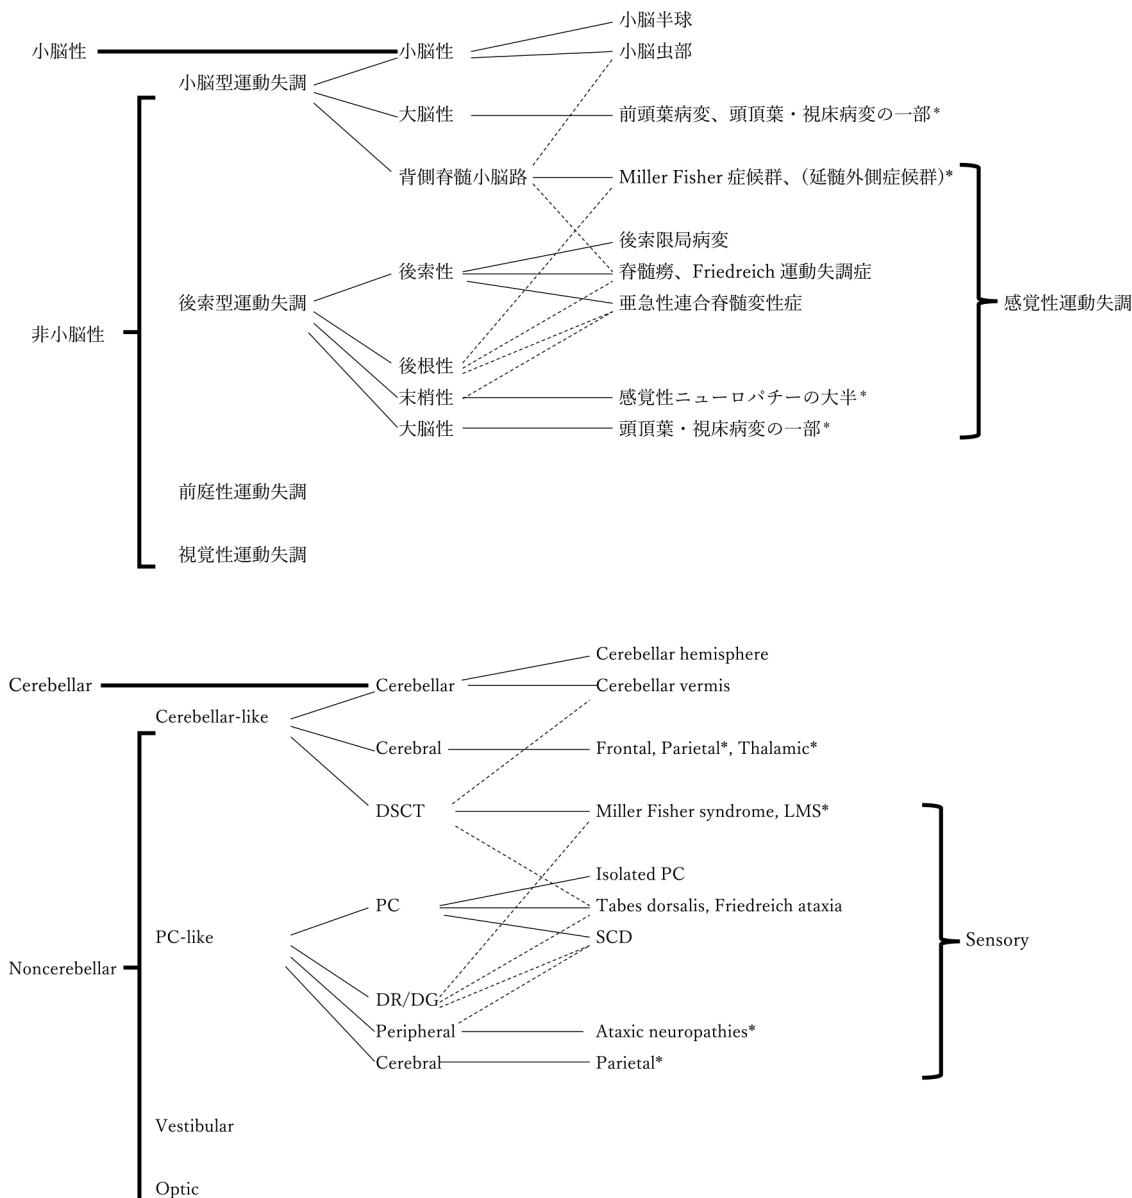 小脳半球
小脳性 小脳性 小脳虫部
小脳型運動失調
大脳性 前頭葉病変、頭頂葉・視床病変の一部*
背側脊髄小脳路 Miller Fisher 症候群、(延髄外側症候群)*
後索限局病変
後索性 脊髄癆、Friedreich 運動失調症
後索型運動失調 亜急性連合脊髄変性症 感覚性運動失調
非小脳性
後根性
末梢性 感覚性ニューロパチーの大半*
大脳性 頭頂葉・視床病変の一部*
前庭性運動失調
視覚性運動失調
Cerebellar hemisphere
Cerebellar Cerebellar Cerebellar vermis
Cerebellar-like
Cerebral Frontal, Parietal*, Thalamic*
DSCT Miller Fisher syndrome, LMS*
Isolated PC
PC Tabes dorsalis, Friedreich ataxia
PC-like SCD Sensory
Noncerebellar
DR/DG
Peripheral Ataxic neuropathies*
Cerebral Parietal*
Vestibular
Optic